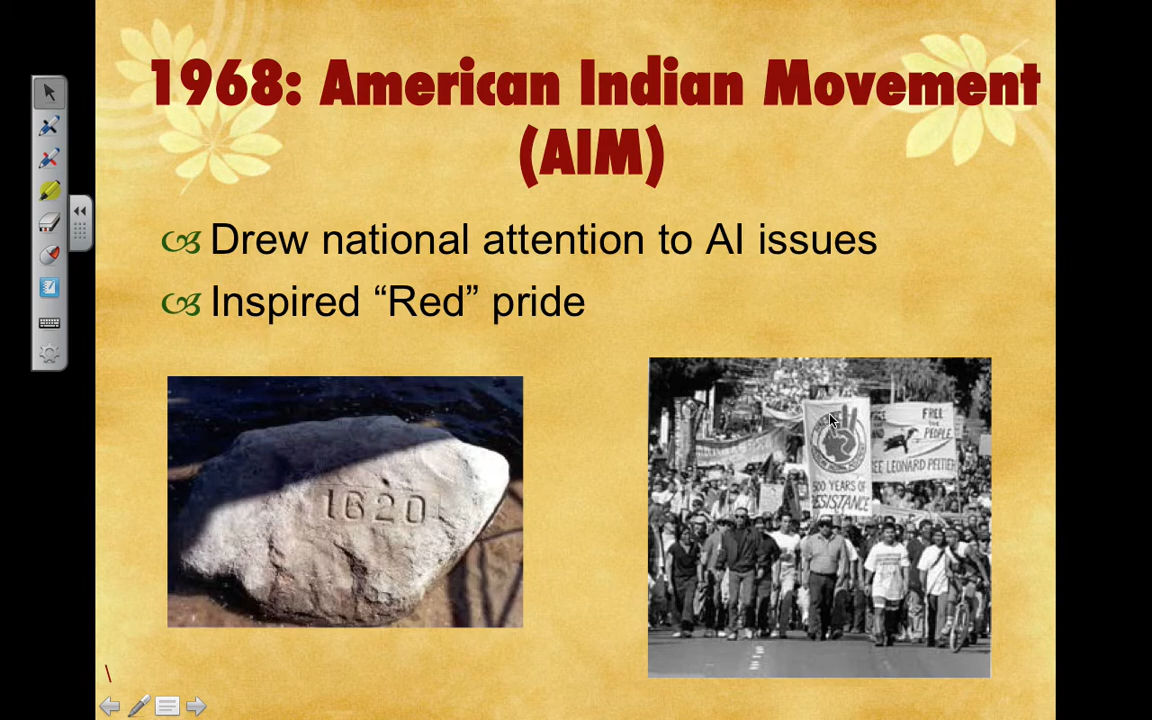 1968: American Indian Movement
(AIM)
Drew national attention to AI issues
Inspired “Red” pride
1620
FREE
THE
PEOPLE
FREE LEONARD PELTIER
500 YEARS OF
RESISTANCE
\